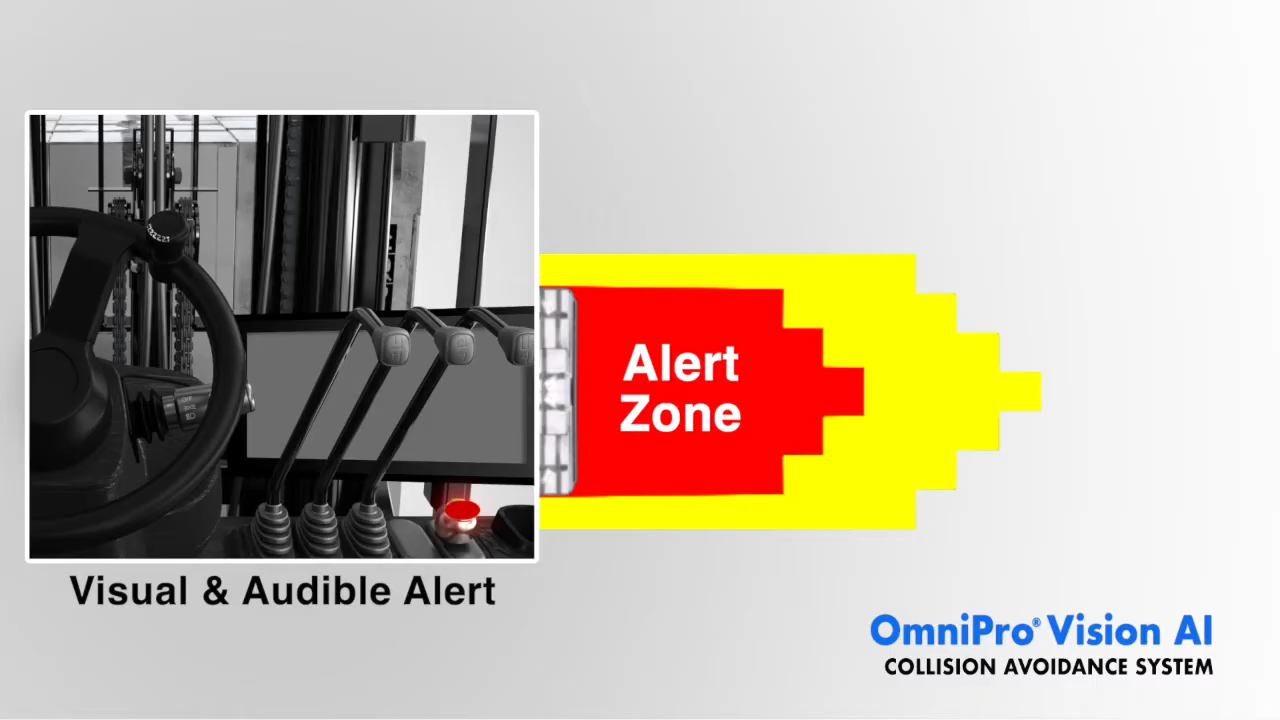 Alert
Zone
Visual & Audible Alert
OmniPro® Vision AI
COLLISION AVOIDANCE SYSTEM